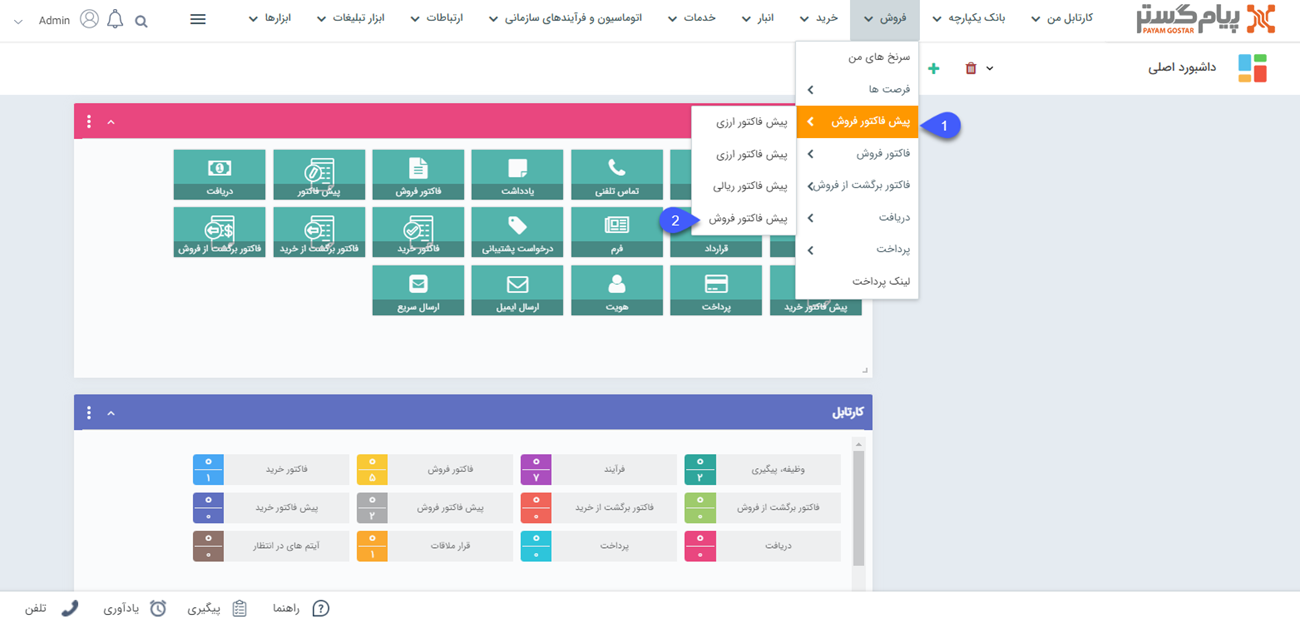 پیام گستر
PAYAM GOSTAR
کارتابل من
بانک یکپارچه
فروش
خرید
انبار
خدمات
اتوماسیون و فرآیندهای سازمانی
ارتباطات
ابزار تبلیغات
ابزارها
Admin
داشبورد اصلی
سرنخ های من
فرصت ها
پیش فاکتور فروش
1
فاکتور فروش
فاکتور برگشت از فروش
دریافت
پرداخت
لینک پرداخت
پیش فاکتور ارزی
پیش فاکتور ارزی
پیش فاکتور ریالی
پیش فاکتور فروش
2
تماس تلفنی
یادداشت
فاکتور فروش
پیش فاکتور
دریافت
قرارداد
فرم
درخواست پشتیبانی
فاکتور خرید
فاکتور برگشت از خرید
فاکتور برگشت از فروش
پیش فاکتور خرید
پرداخت
هویت
ارسال ایمیل
ارسال سریع
کارتابل
وظیفه، پیگیری
۰
۲
فرآیند
۰
۷
فاکتور فروش
۰
۵
فاکتور خرید
۰
۱
فاکتور برگشت از فروش
۰
۰
فاکتور برگشت از خرید
۰
۰
پیش فاکتور فروش
۰
۲
پیش فاکتور خرید
۰
۰
دریافت
۰
۰
پرداخت
۰
۰
قرار ملاقات
۰
۱
آیتم های در انتظار
۰
۰
راهنما
پیگیری
یادآوری
تلفن